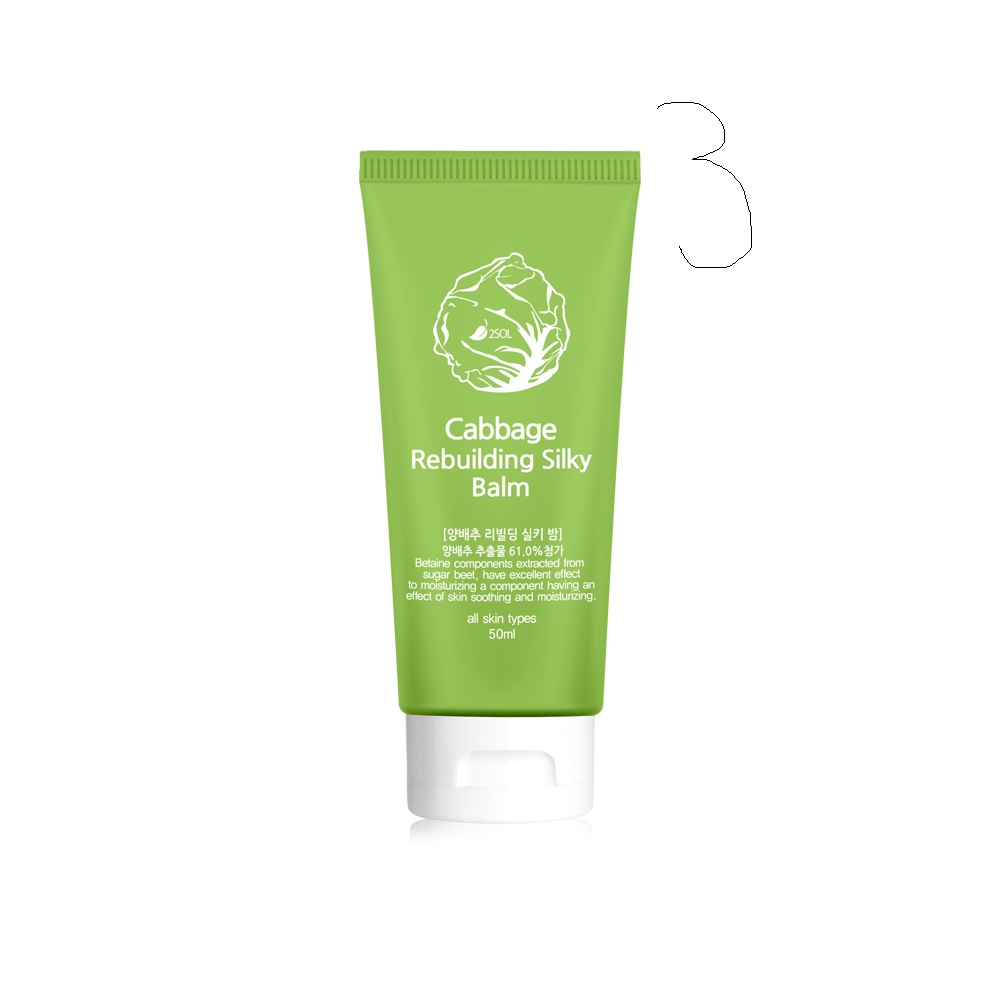 3
2SOL
Cabbage
Rebuilding Silky
Balm
[양배추 리빌딩 실키 밤]
양배추 추출물 61.0%첨가
Betaine components extracted from
sugar beet, have excellent effect
to moisturizing a component having an
effect of skin soothing and moisturizing.
all skin types
50ml